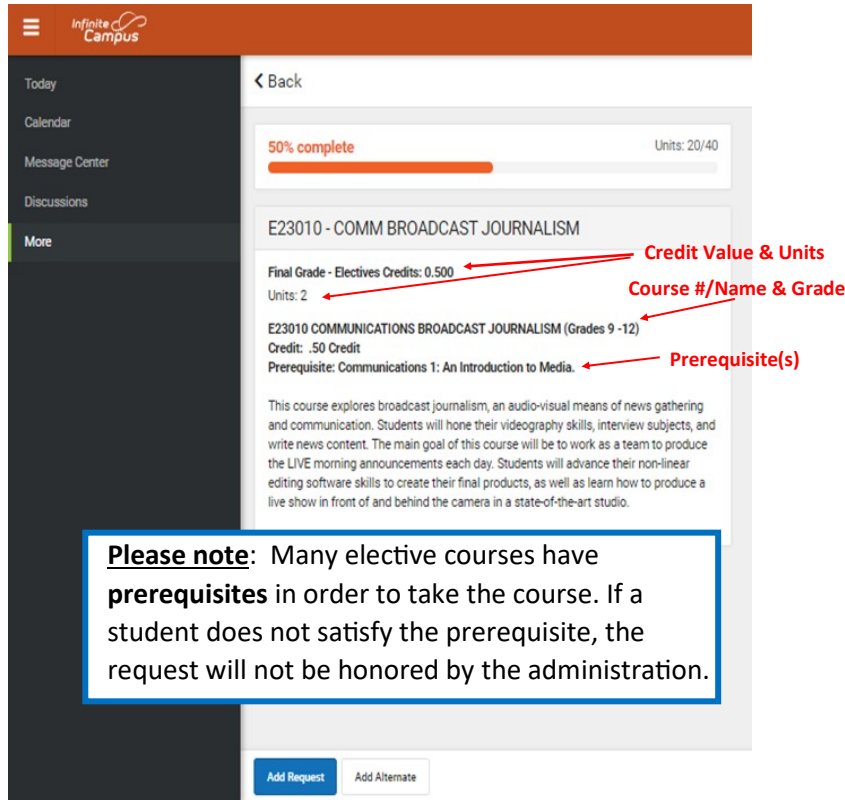 Infinite
Campus
Today
Calendar
Message Center
Discussions
More
Back
50% complete
Units: 20/40
E23010 - COMM BROADCAST JOURNALISM
Final Grade - Electives Credits: 0.500
Units: 2
Credit Value & Units
Course #/Name & Grade
E23010 COMMUNICATIONS BROADCAST JOURNALISM (Grades 9 -12)
Credit: .50 Credit
Prerequisite: Communications 1: An Introduction to Media.
Prerequisite(s)
This course explores broadcast journalism, an audio-visual means of news gathering
and communication. Students will hone their videography skills, interview subjects, and
write news content. The main goal of this course will be to work as a team to produce
the LIVE morning announcements each day. Students will advance their non-linear
editing software skills to create their final products, as well as learn how to produce a
live show in front of and behind the camera in a state-of-the-art studio.
Please note: Many elective courses have
prerequisites in order to take the course. If a
student does not satisfy the prerequisite, the
request will not be honored by the administration.
Add Request
Add Alternate